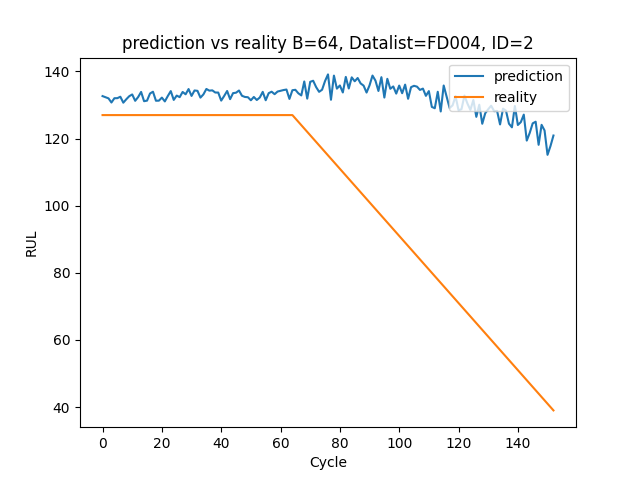 prediction vs reality B=64, Datalist=FD004, ID=2
prediction
reality
RUL
140
120
100
80
60
40
0 20 40 60 80 100 120 140
Cycle